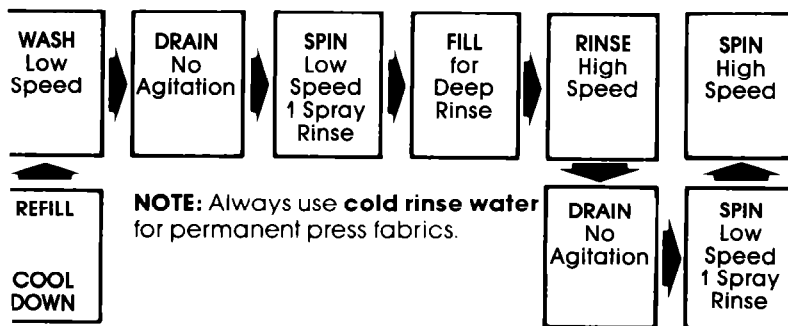 WASH
Low
Speed
DRAIN
No
Agitation
SPIN
Low
Speed
1 Spray
Rinse
FILL
for
Deep
Rinse
RINSE
High
Speed
SPIN
High
Speed
REFILL
COOL
DOWN
NOTE: Always use cold rinse water
for permanent press fabrics.
DRAIN
No
Agitation
SPIN
Low
Speed
1 Spray
Rinse